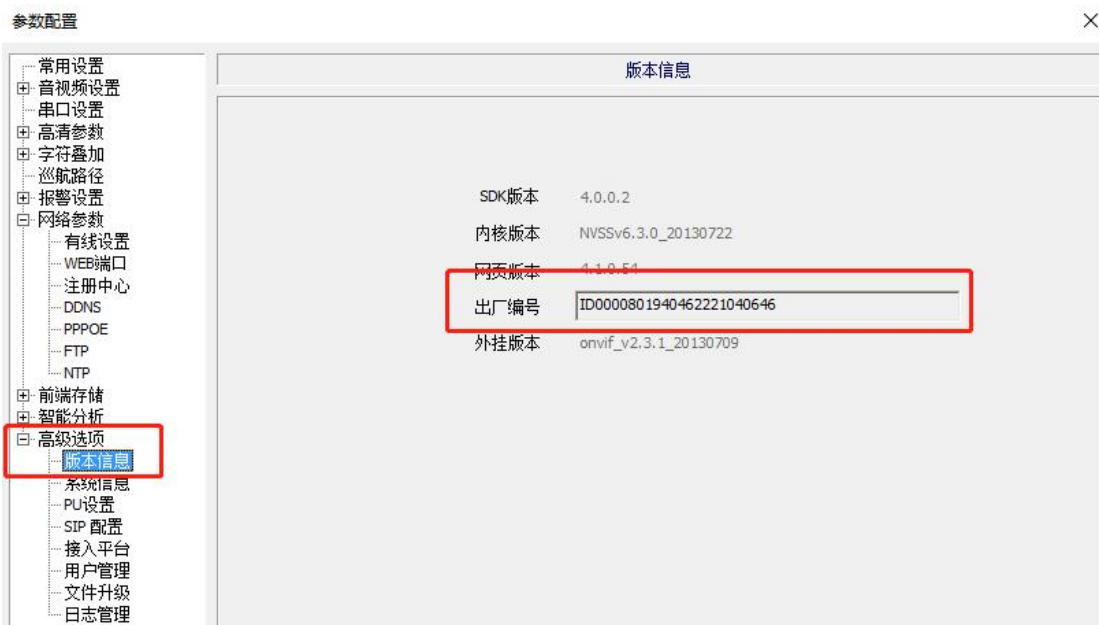 参数配置
常用设置
音视频设置
串口设置
高清参数
字符叠加
巡航路径
报警设置
网络参数
有线设置
WEB端口
注册中心
DDNS
PPPOE
FTP
NTP
前端存储
智能分析
高级选项
版本信息
系统信息
PU设置
SIP 配置
接入平台
用户管理
文件升级
日志管理
版本信息
SDK版本 4.0.0.2
内核版本 NVSSv6.3.0_20130722
网页版本 4.1.0.54
出厂编号 ID0000801940462221040646
外挂版本 onvif_v2.3.1_20130709